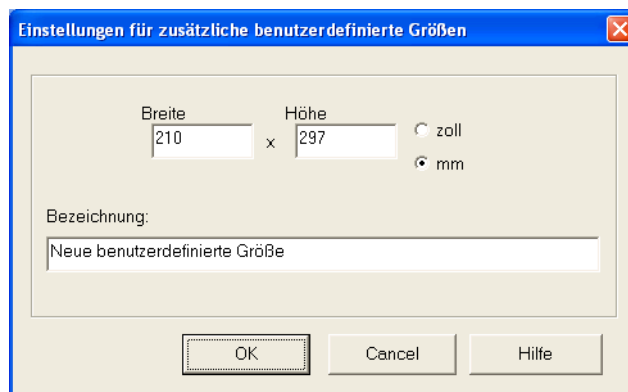 Einstellungen für zusätzliche benutzerdefinierte Größen
Breite Höhe
210 x 297
zoll
mm
Bezeichnung:
Neue benutzerdefinierte Größe
OK Cancel Hilfe